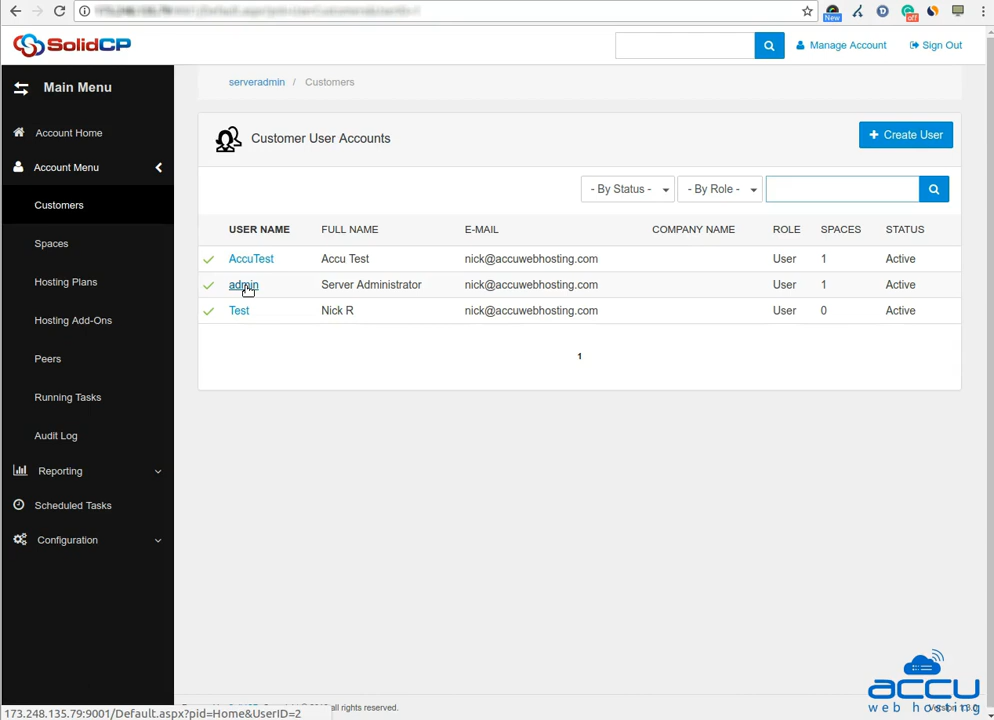 New
off
SolidCP
Manage Account
Sign Out
Main Menu
serveradmin / Customers
Account Home
Customer User Accounts
+ Create User
Account Menu
- By Status -
- By Role -
Customers
USER NAME FULL NAME E-MAIL COMPANY NAME ROLE SPACES STATUS
Spaces
AccuTest Accu Test nick@accuwebhosting.com User 1 Active
Hosting Plans
admin Server Administrator nick@accuwebhosting.com User 1 Active
Test Nick R nick@accuwebhosting.com User 0 Active
Hosting Add-Ons
1
Peers
Running Tasks
Audit Log
Reporting
Scheduled Tasks
Configuration
accu
web hosting
all rights reserved.
173.248.135.79:9001/Default.aspx?pid=Home&UserID=2